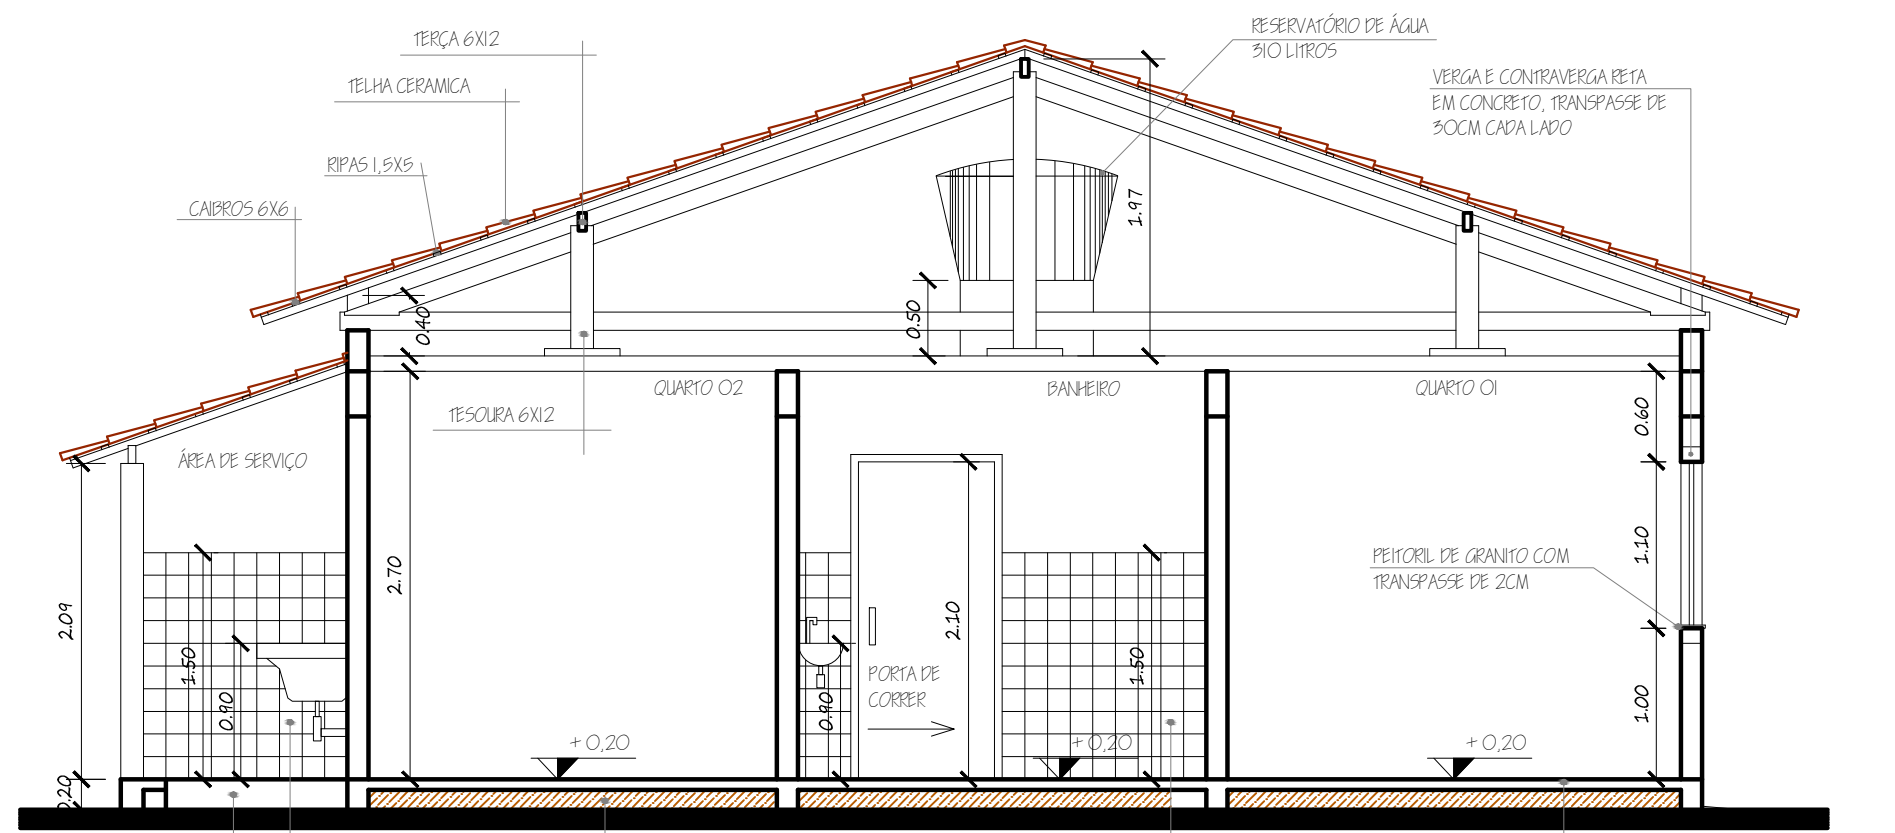 RESERVATÓRIO DE ÁGUA
310 LITROS
TERÇA 6X12
TELHA CERAMICA
VERGA E CONTRAVERGA RETA
EM CONCRETO, TRANSPASSE DE
30CM CADA LADO
RIPAS 1,5X5
CAIBROS 6X6
1.97
0.40
0.50
QUARTO 02
BANHEIRO
QUARTO 01
TESOURA 6X12
0.60
ÁREA DE SERVIÇO
2.70
1.10
PEITORIL DE GRANITO COM
TRANSPASSE DE 2CM
2.09
2.10
1.50
1.50
PORTA DE
CORRER
0.90
0.90
1.00
+0,20
+0,20
+0,20
0.20